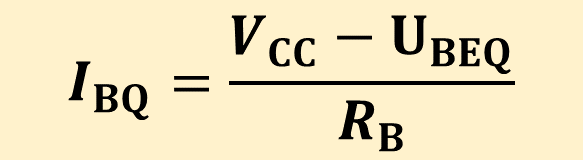 I_BQ = (V_CC − U_BEQ) / R_B